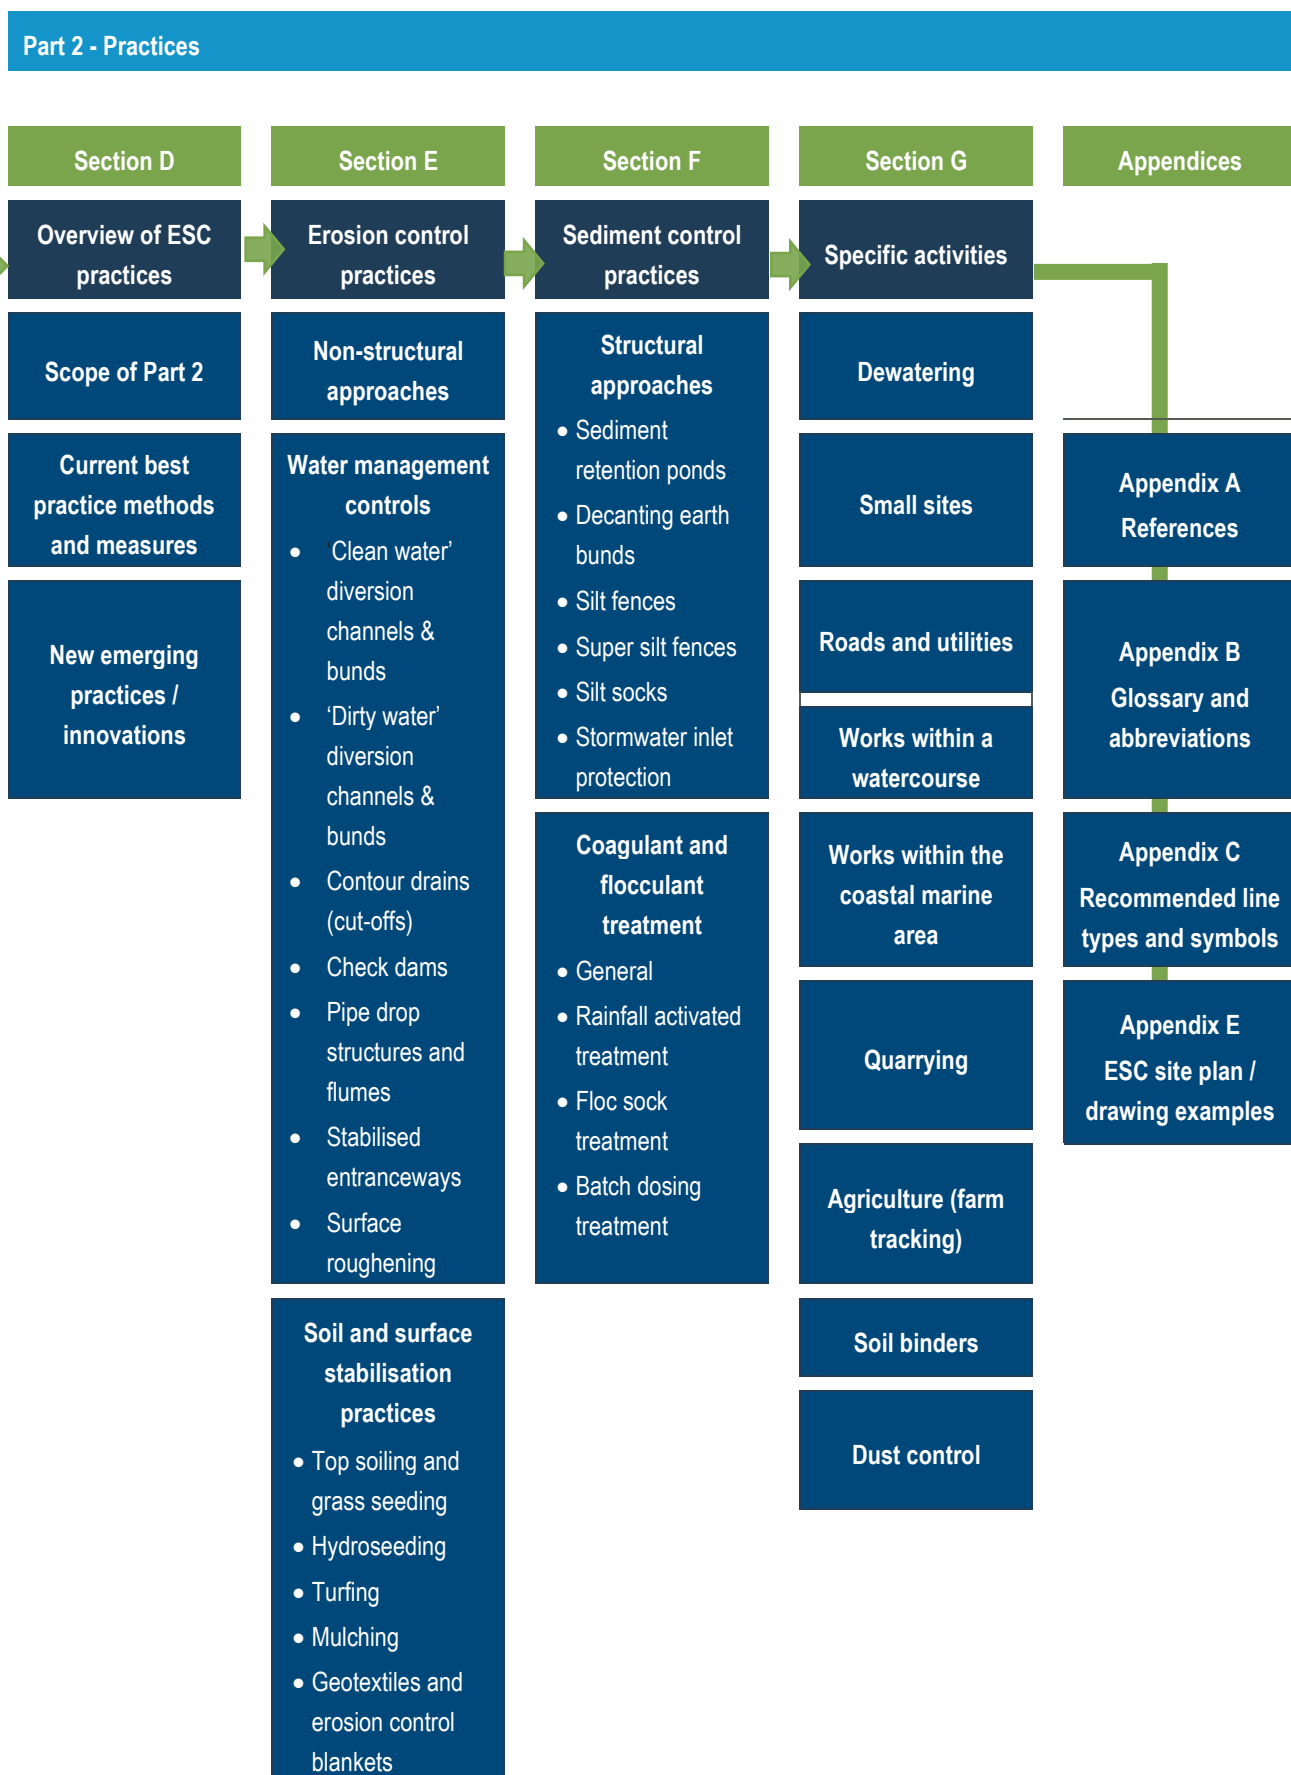 Part 2 - Practices
Section D
Overview of ESC
practices
Scope of Part 2
Current best
practice methods
and measures
New emerging
practices /
innovations
Section E
Erosion control
practices
Non-structural
approaches
Water management
controls
• ‘Clean water’
diversion
channels &
bunds
• ‘Dirty water’
diversion
channels &
bunds
• Contour drains
(cut-offs)
• Check dams
• Pipe drop
structures and
flumes
• Stabilised
entranceways
• Surface
roughening
Soil and surface
stabilisation
practices
• Top soiling and
grass seeding
• Hydroseeding
• Turfing
• Mulching
• Geotextiles and
erosion control
blankets
Section F
Sediment control
practices
Structural
approaches
• Sediment
retention ponds
• Decanting earth
bunds
• Silt fences
• Super silt fences
• Silt socks
• Stormwater inlet
protection
Coagulant and
flocculant
treatment
• General
• Rainfall activated
treatment
• Floc sock
treatment
• Batch dosing
treatment
Section G
Specific activities
Dewatering
Small sites
Roads and utilities
Works within a
watercourse
Works within the
coastal marine
area
Quarrying
Agriculture (farm
tracking)
Soil binders
Dust control
Appendices
Appendix A
References
Appendix B
Glossary and
abbreviations
Appendix C
Recommended line
types and symbols
Appendix E
ESC site plan /
drawing examples